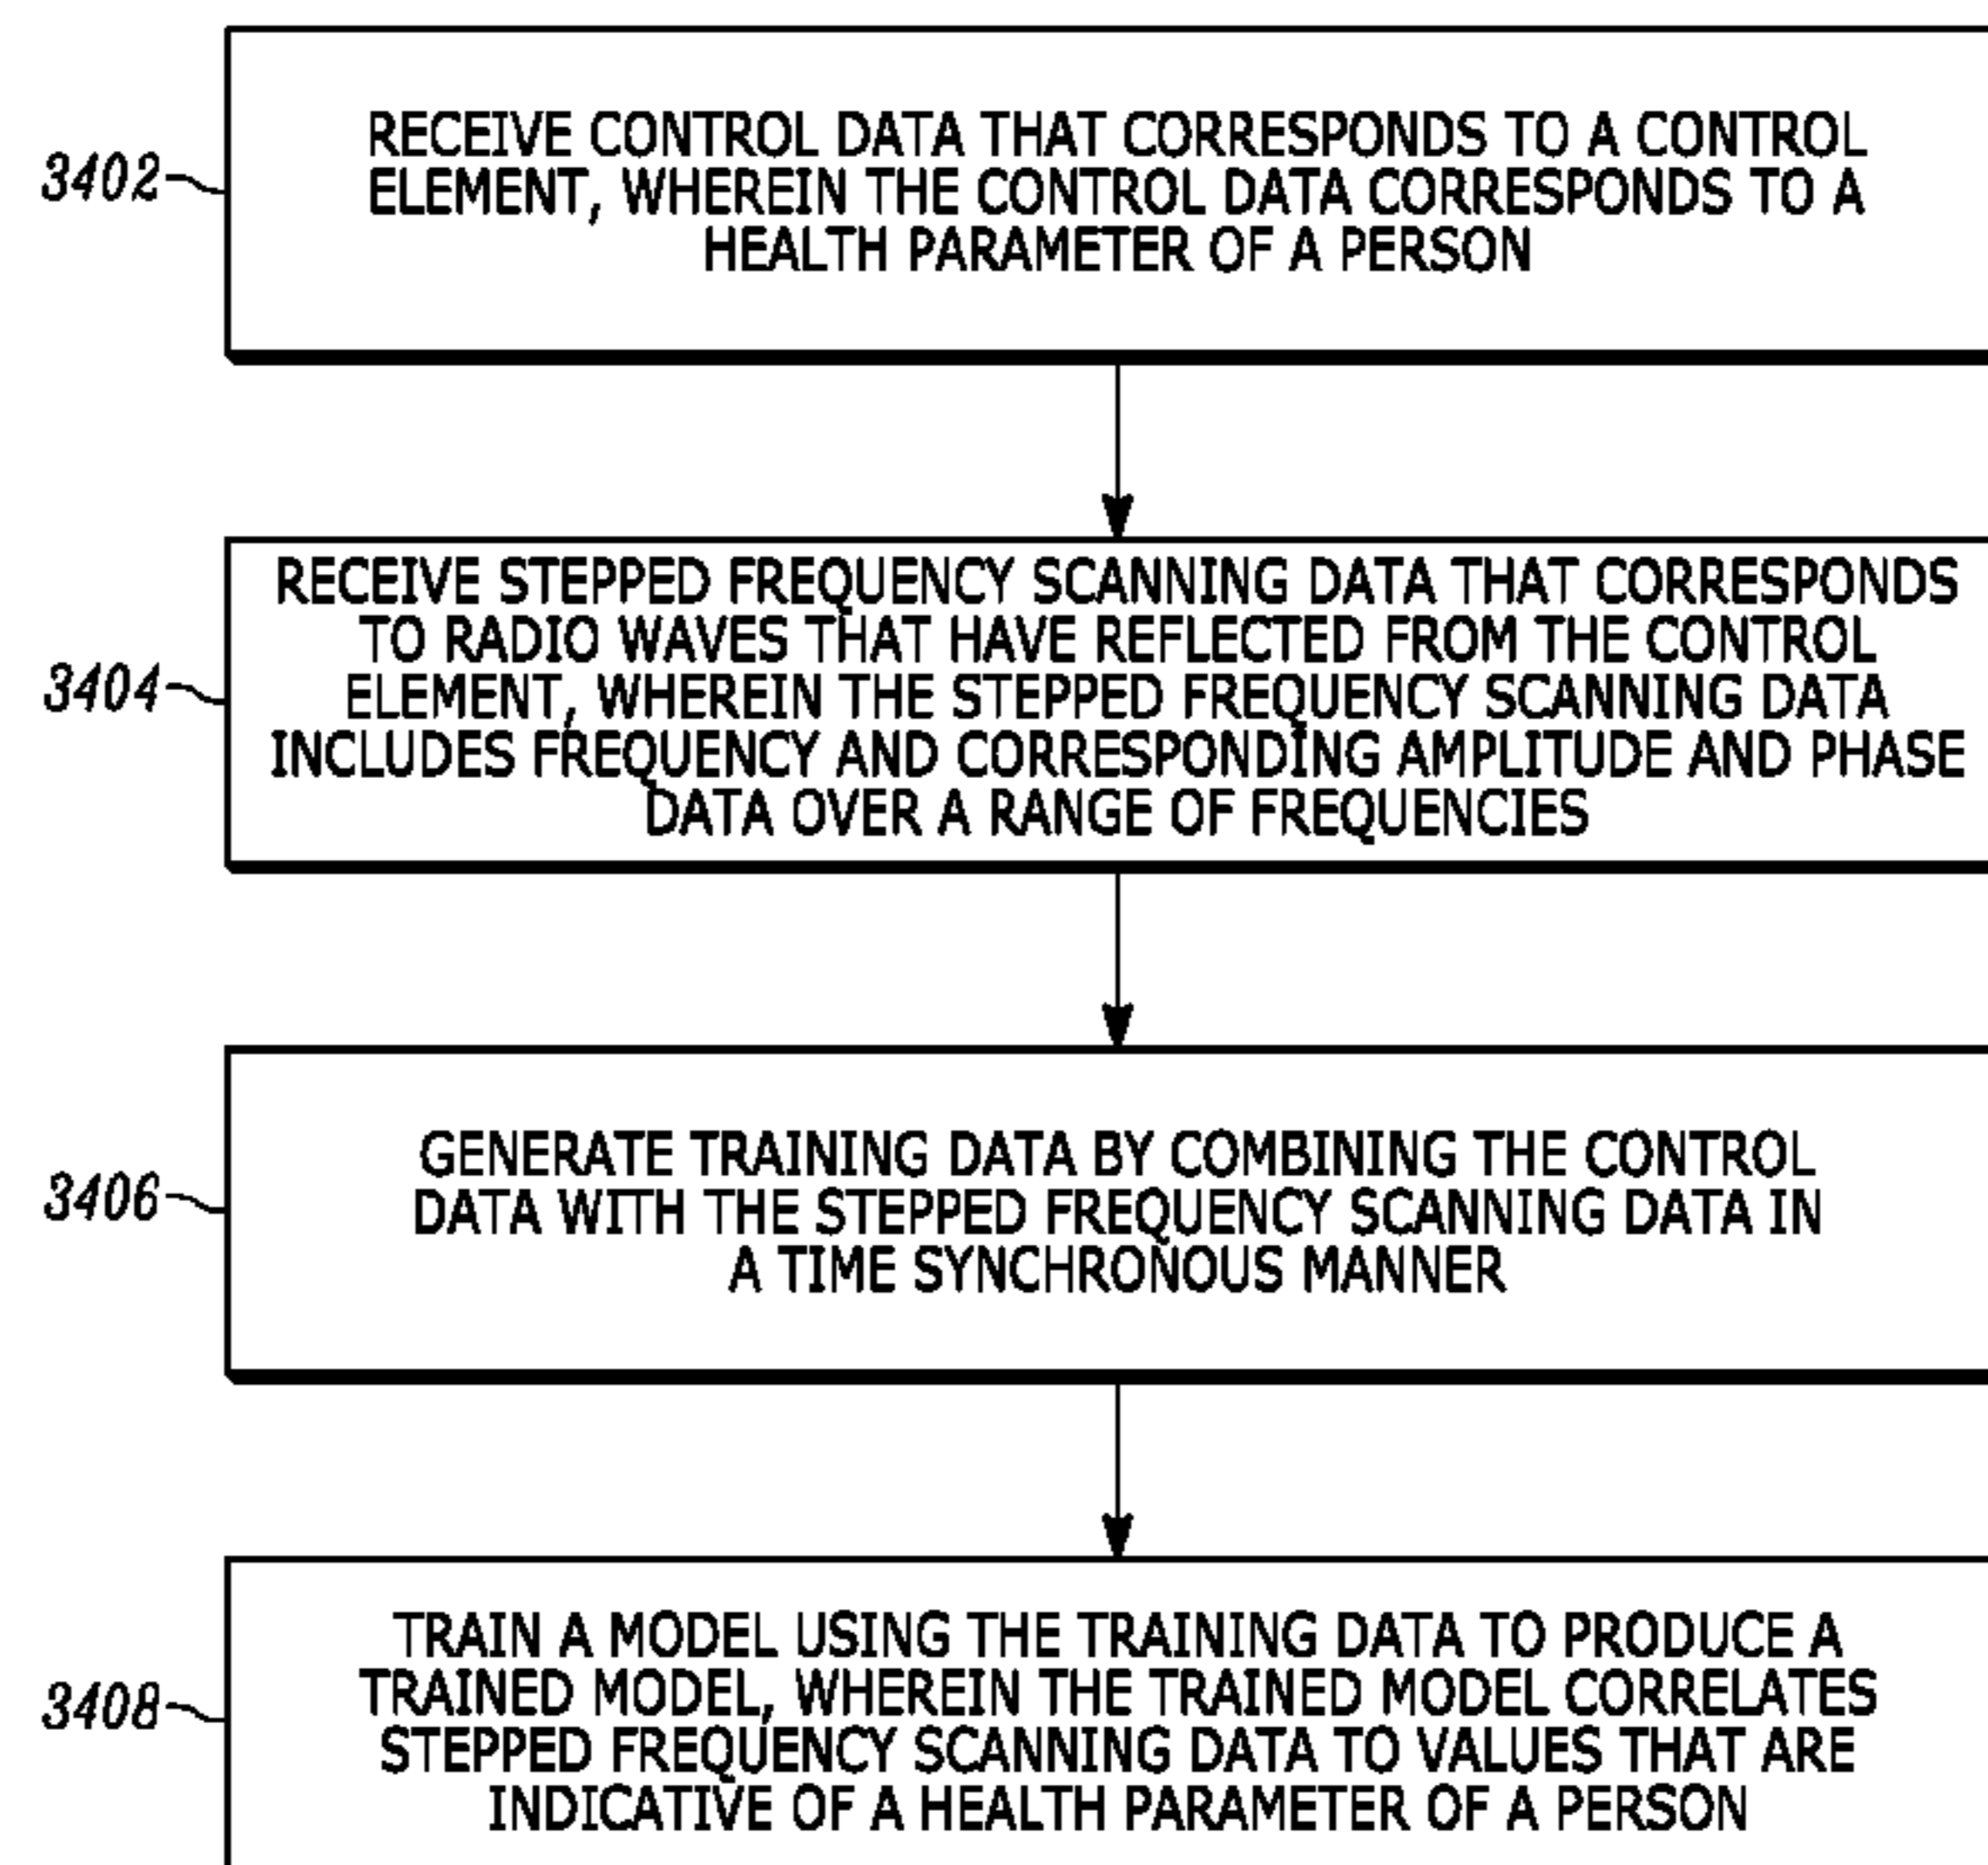 3402
RECEIVE CONTROL DATA THAT CORRESPONDS TO A CONTROL
ELEMENT, WHEREIN THE CONTROL DATA CORRESPONDS TO A
HEALTH PARAMETER OF A PERSON
3404
RECEIVE STEPPED FREQUENCY SCANNING DATA THAT CORRESPONDS
TO RADIO WAVES THAT HAVE REFLECTED FROM THE CONTROL
ELEMENT, WHEREIN THE STEPPED FREQUENCY SCANNING DATA
INCLUDES FREQUENCY AND CORRESPONDING AMPLITUDE AND PHASE
DATA OVER A RANGE OF FREQUENCIES
3406
GENERATE TRAINING DATA BY COMBINING THE CONTROL
DATA WITH THE STEPPED FREQUENCY SCANNING DATA IN
A TIME SYNCHRONOUS MANNER
3408
TRAIN A MODEL USING THE TRAINING DATA TO PRODUCE A
TRAINED MODEL, WHEREIN THE TRAINED MODEL CORRELATES
STEPPED FREQUENCY SCANNING DATA TO VALUES THAT ARE
INDICATIVE OF A HEALTH PARAMETER OF A PERSON